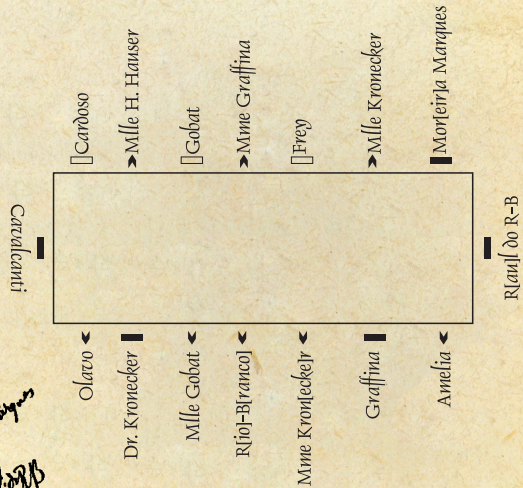 Cardoso
Mlle H. Hauser
Gobat
Mme Graffina
Frey
Mlle Kronecker
Mor[eir]a Marques
Cavalcanti
R[au]l do R-B
Olavo
Dr. Kronecker
Mlle Gobat
R[io]-B[ranco]
Mme Kron[ecke]r
Graffina
Amelia